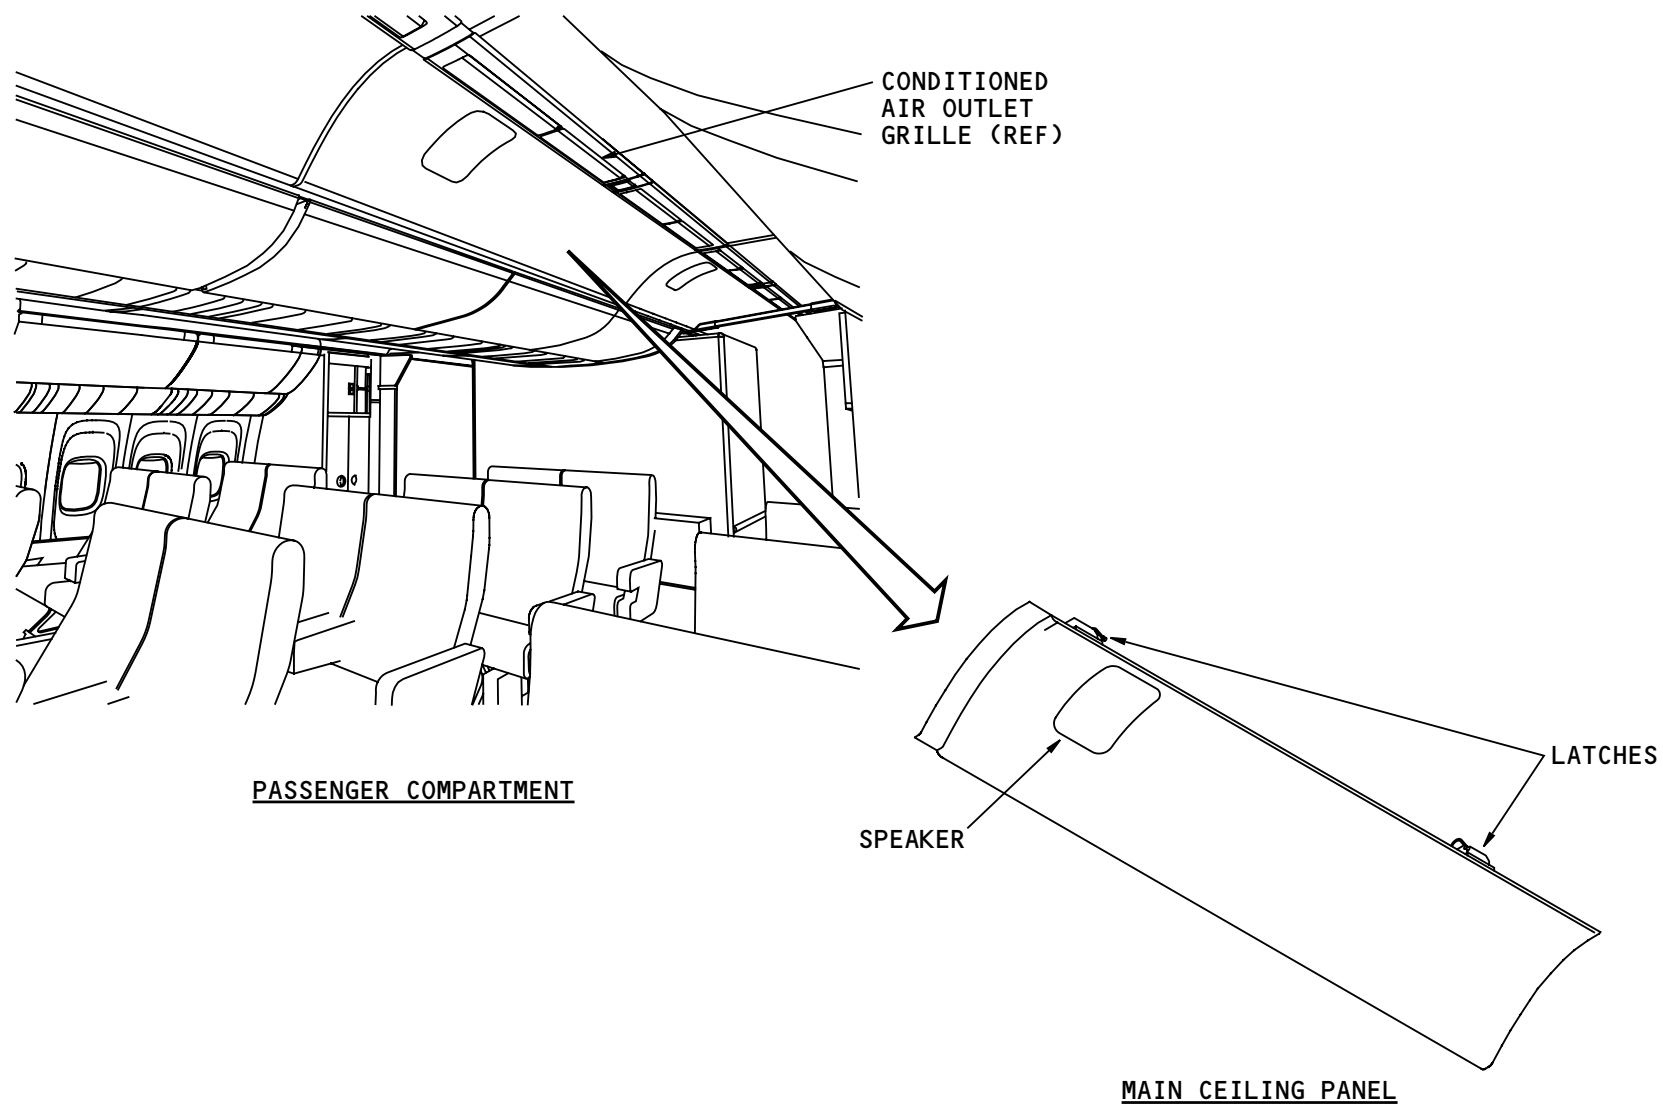 CONDITIONED
AIR OUTLET
GRILLE (REF)
LATCHES
PASSENGER COMPARTMENT
SPEAKER
MAIN CEILING PANEL